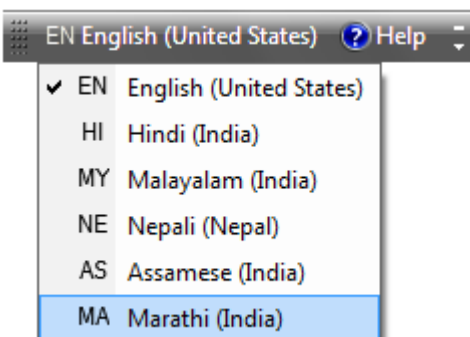 EN English (United States) ? Help
✓ EN English (United States)
HI Hindi (India)
MY Malayalam (India)
NE Nepali (Nepal)
AS Assamese (India)
MA Marathi (India)